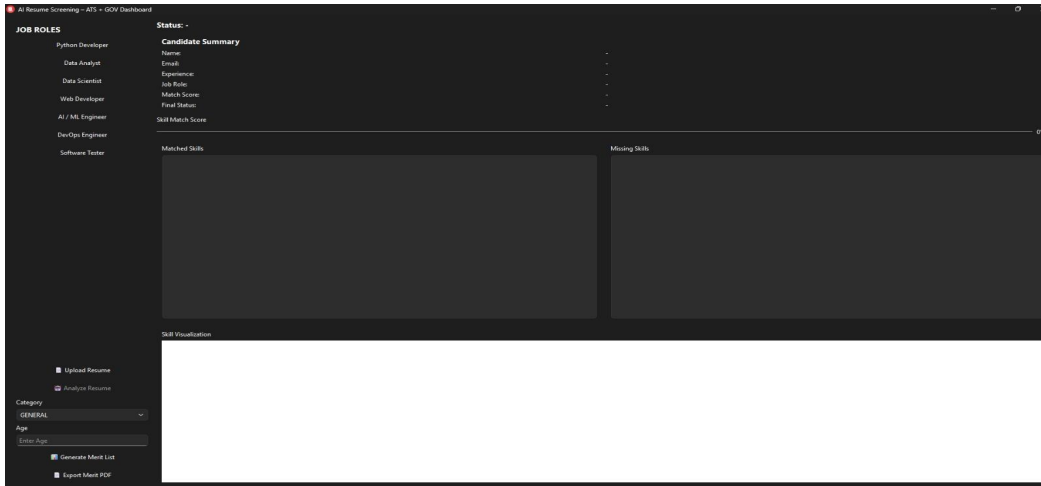 AI Resume Screening – ATS + GOV Dashboard
JOB ROLES
Python Developer
Data Analyst
Data Scientist
Web Developer
AI / ML Engineer
DevOps Engineer
Software Tester
Upload Resume
Analyze Resume
Category
GENERAL
Age
Enter Age
Generate Merit List
Export Merit PDF
Status: -
Candidate Summary
Name: -
Email: -
Experience: -
Job Role: -
Match Score: -
Final Status: -
Skill Match Score
Matched Skills
Missing Skills
Skill Visualization